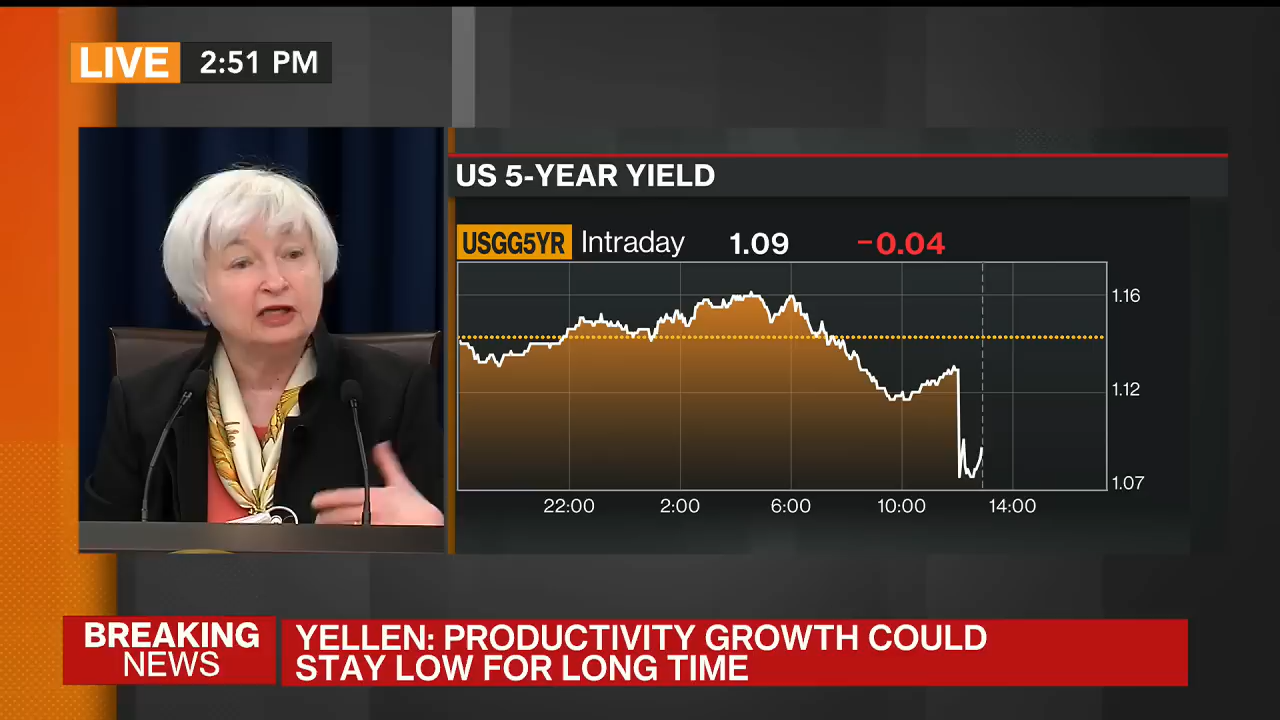 LIVE 2:51 PM
US 5-YEAR YIELD
USGG5YR Intraday 1.09 -0.04
1.16
1.12
1.07
22:00 2:00 6:00 10:00 14:00
BREAKING NEWS
YELLEN: PRODUCTIVITY GROWTH COULD
STAY LOW FOR LONG TIME